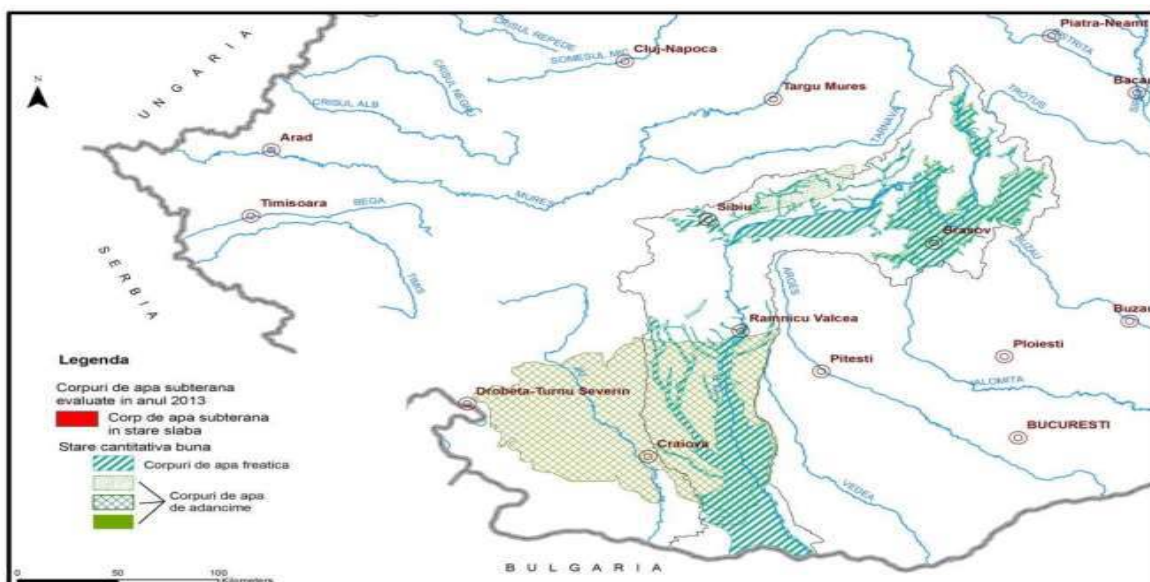 Piatra-Neamt
BISTRITA
CRISUL REPEDE
Cluj-Napoca
SOMESUL MIC
N
UNGARIA
CRISUL NEGRU
Bacau
Targu Mures
TROTUS
CRISUL ALB
TARNAVA
Arad
MURES
Sibiu
Timisoara
BEGA
Brasov
BUZAU
SERBIA
TIMIS
ARGES
Buzau
Ramnicu Valcea
Ploiesti
Legenda
Pitesti
Corpuri de apa subterana
evaluate in anul 2013
IALOMITA
Drobeta-Turnu Severin
Corp de apa subterana
in stare slaba
BUCURESTI
Stare cantitativa buna
Craiova
Corpuri de apa freatica
VEDEA
Corpuri de apa
de adancime
BULGARIA
0 50 100
Kilometers